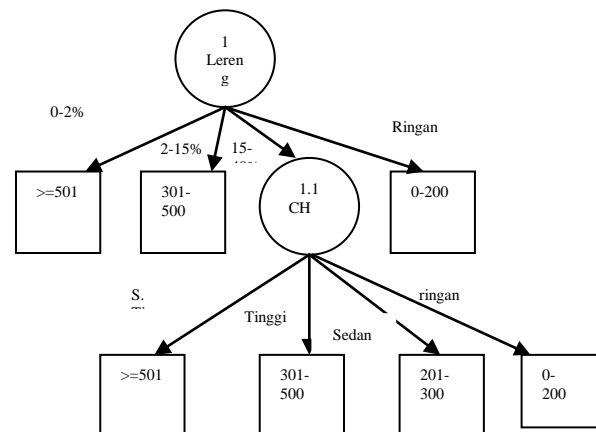 1
Leren
g
0-2%
2-15%
15-
Ringan
>=501
301-
500
1.1
CH
0-200
S.
Tinggi
Sedan
ringan
>=501
301-
500
201-
300
0-
200